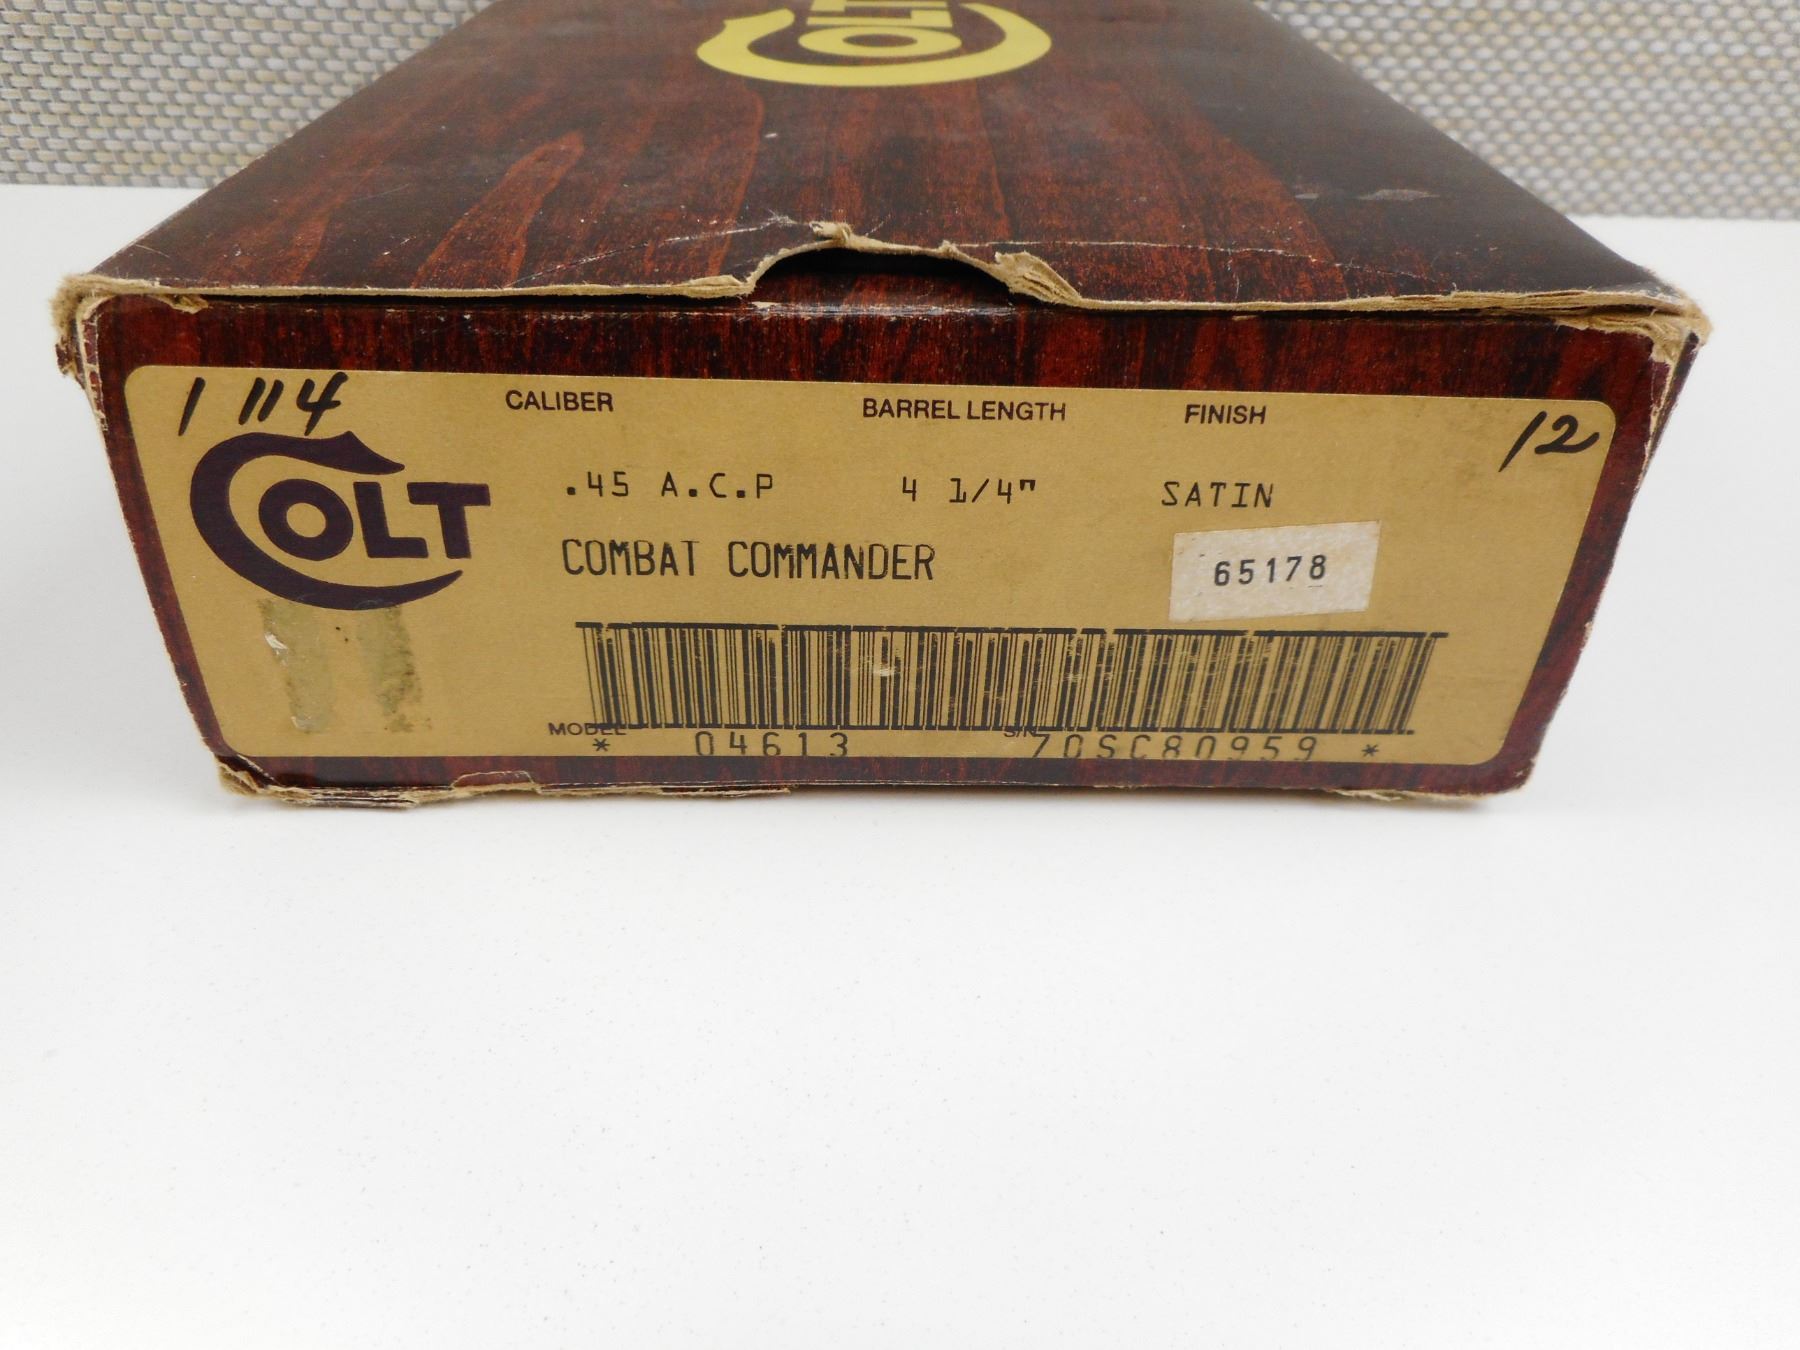 COLT
1 114 CALIBER BARREL LENGTH FINISH 12
COLT
.45 A.C.P 4 1/4" SATIN
COMBAT COMMANDER
65178
MODEL S/N
* 04613 70SC80959 *